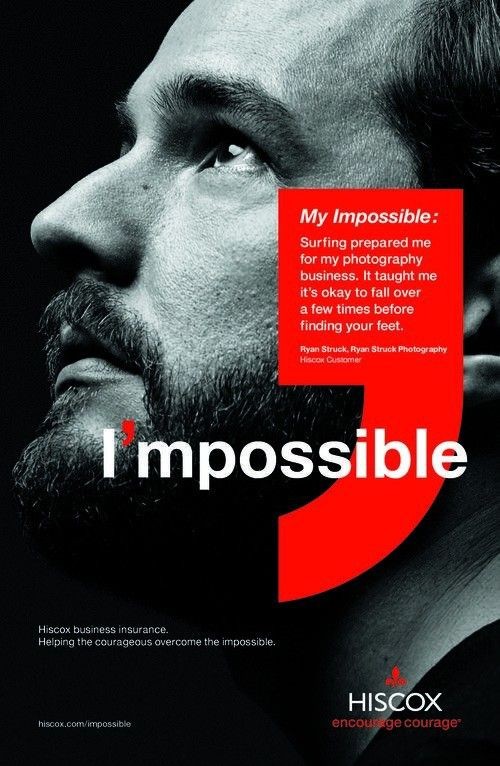 My Impossible:
Surfing prepared me
for my photography
business. It taught me
it's okay to fall over
a few times before
finding your feet.
Ryan Struck, Ryan Struck Photography
Hiscox Customer
I'mpossible
Hiscox business insurance.
Helping the courageous overcome the impossible.
hiscox.com/impossible
HISCOX
encourage courage®